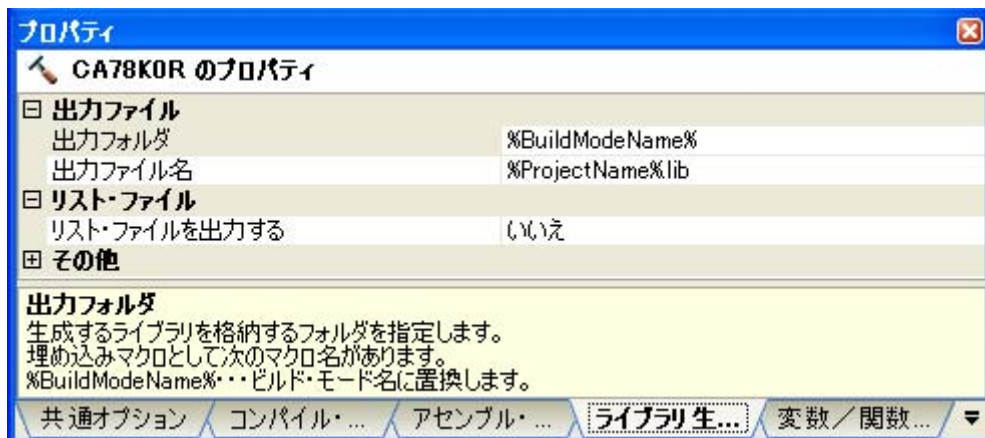 プロパティ
CA78K0R のプロパティ
出力ファイル
出力フォルダ %BuildModeName%
出力ファイル名 %ProjectName%.lib
リスト・ファイル
リスト・ファイルを出力する いいえ
その他
出力フォルダ
生成するライブラリを格納するフォルダを指定します。
埋め込みマクロとして次のマクロ名があります。
%BuildModeName%・・・ビルド・モード名に置換します。
共通オプション コンパイル・... アセンブル・... ライブラリ生... 変数/関数...